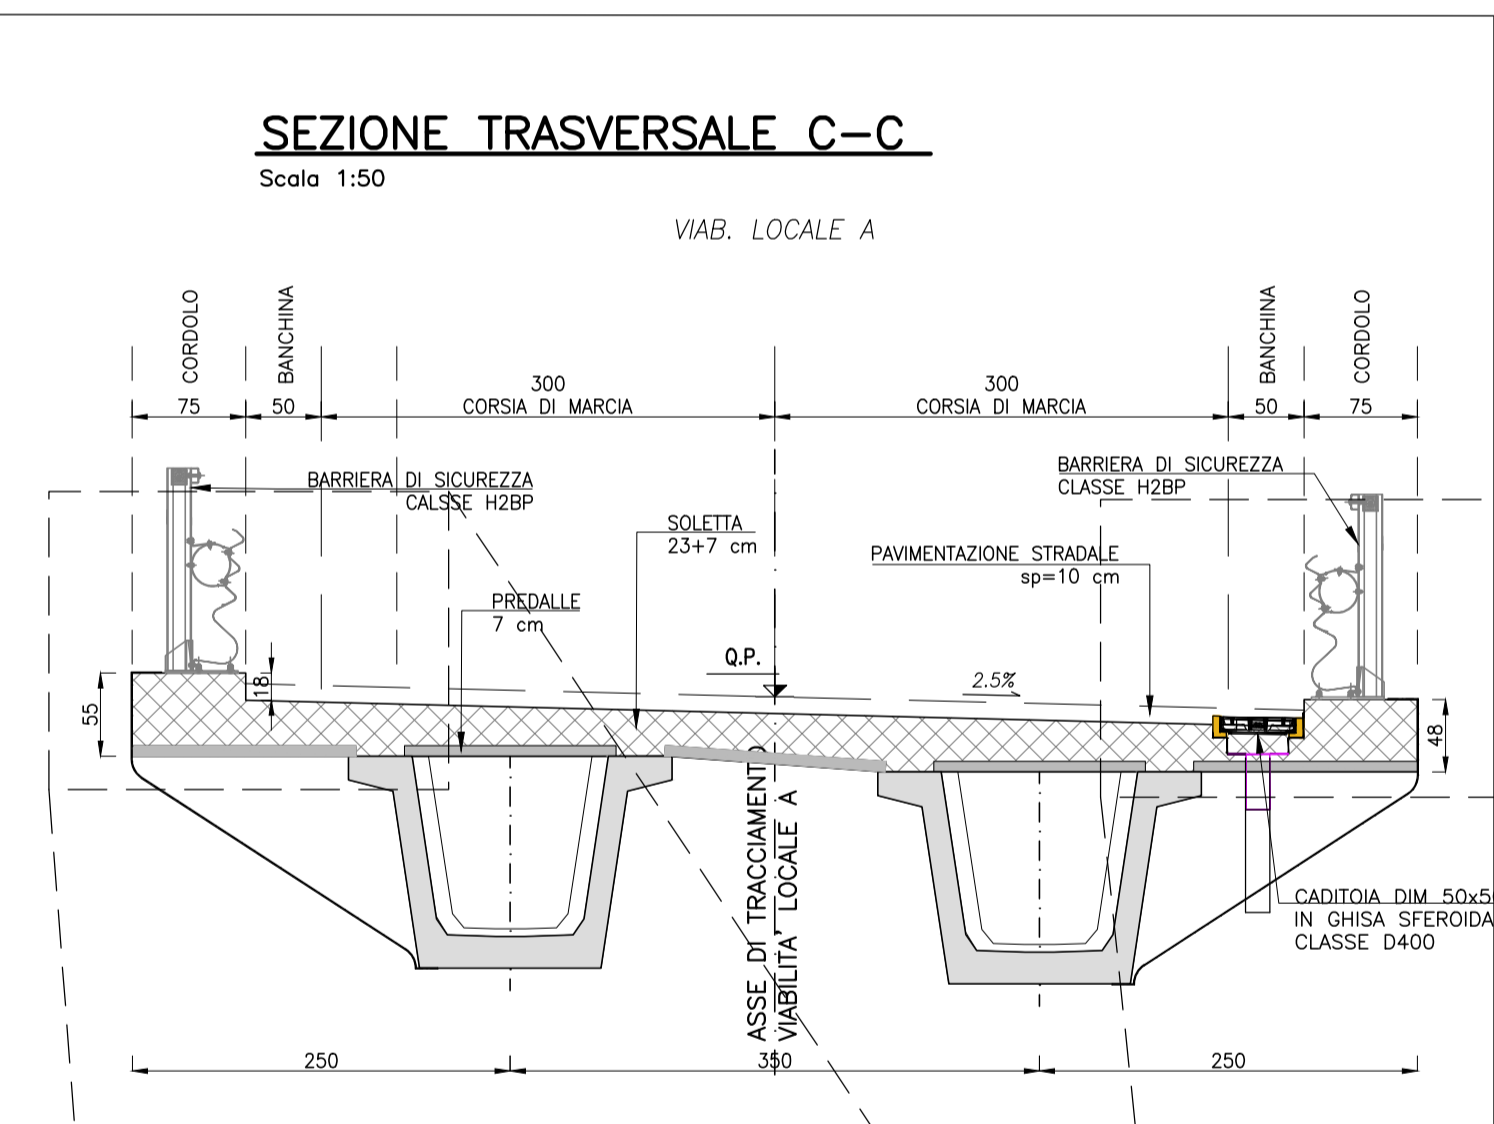 SEZIONE TRASVERSALE C-C
Scala 1:50
VIAB. LOCALE A
CORDOLO
BANCHINA
BANCHINA
CORDOLO
75
50
300
CORSIA DI MARCIA
300
CORSIA DI MARCIA
50
75
BARRIERA DI SICUREZZA
CALSSE H2BP
BARRIERA DI SICUREZZA
CLASSE H2BP
SOLETTA
23+7 cm
PAVIMENTAZIONE STRADALE
sp=10 cm
PREDALLE
7 cm
Q.P.
2.5%
18
55
48
ASSE DI TRACCIAMENTO
VIABILITA' LOCALE A
CADITOIA DIM 50x5
IN GHISA SFEROIDA
CLASSE D400
250
350
250